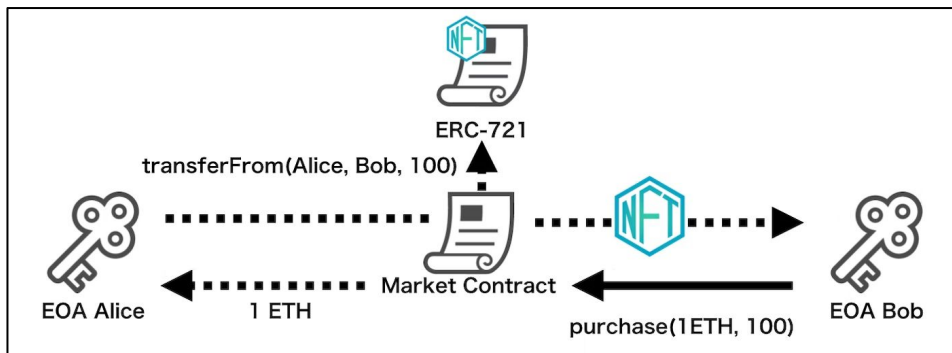 NFT
ERC-721
transferFrom(Alice, Bob, 100)
NFT
EOA Alice
1 ETH
Market Contract
EOA Bob
purchase(1ETH, 100)